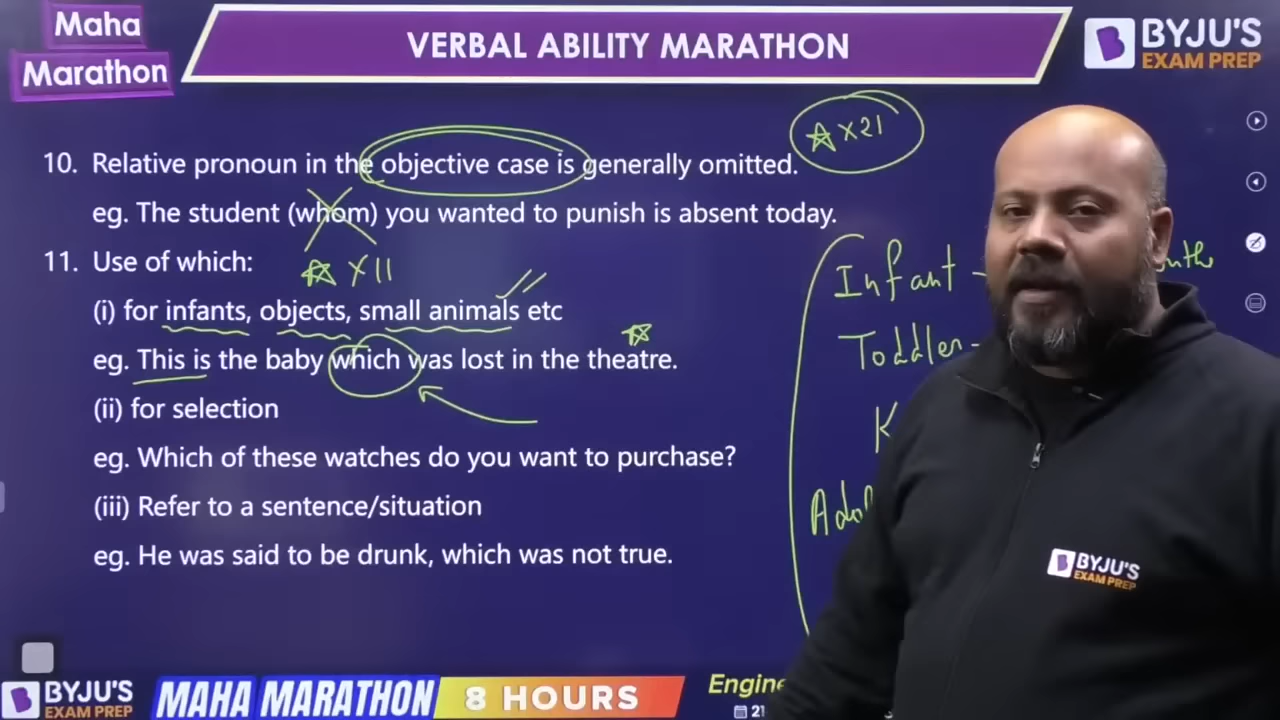 Maha
Marathon
VERBAL ABILITY MARATHON
BYJU'S
EXAM PREP
☆ X21
10. Relative pronoun in the objective case is generally omitted.
eg. The student (whom) you wanted to punish is absent today.
11. Use of which:
☆ X11
(i) for infants, objects, small animals etc
eg. This is the baby which was lost in the theatre.
(ii) for selection
eg. Which of these watches do you want to purchase?
(iii) Refer to a sentence/situation
eg. He was said to be drunk, which was not true.
Infant -
Toddler -
K
BYJU'S
EXAM PREP
BYJU'S
EXAM PREP
MAHA MARATHON
8 HOURS
21